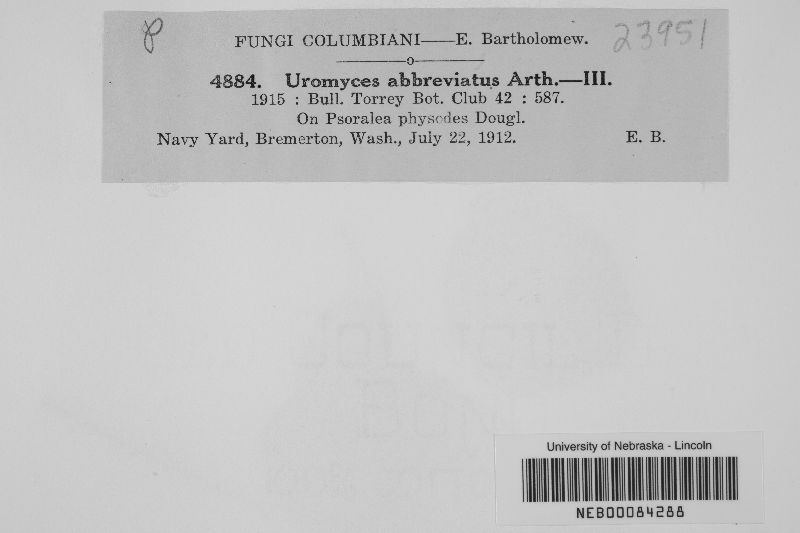 P
FUNGI COLUMBIANI—E. Bartholomew. 23951
4884. Uromyces abbreviatus Arth.—III.
1915 : Bull. Torrey Bot. Club 42 : 587.
On Psoralea physodes Dougl.
Navy Yard, Bremerton, Wash., July 22, 1912. E. B.
University of Nebraska - Lincoln
NEB00084288